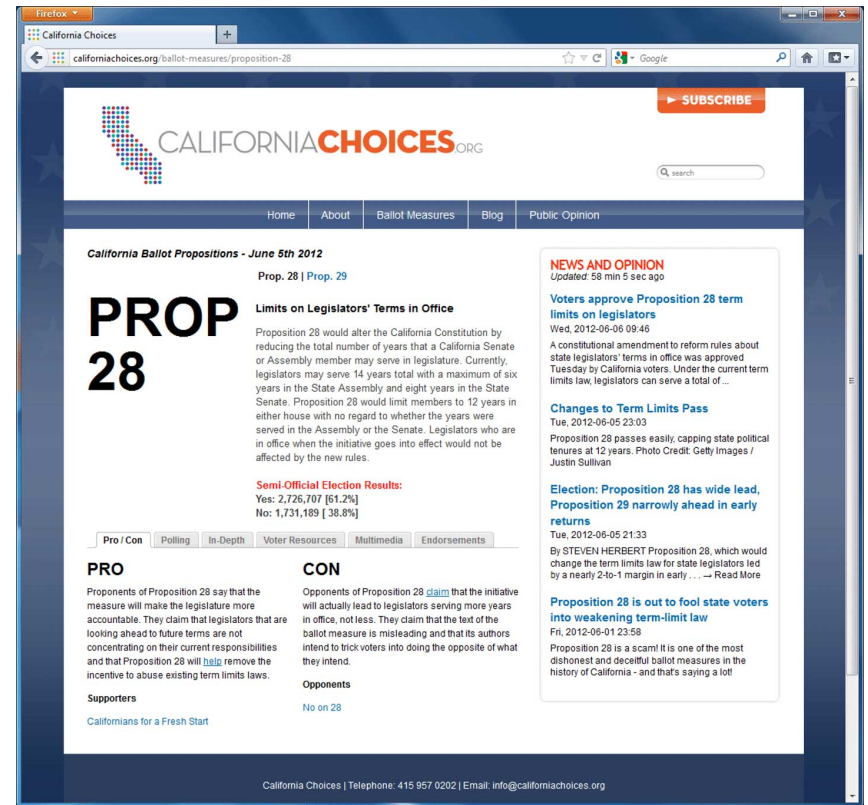 Firefox
California Choices
californiachoices.org/ballot-measures/proposition-28
Google
SUBSCRIBE
CALIFORNIACHOICES.ORG
search
Home About Ballot Measures Blog Public Opinion
California Ballot Propositions - June 5th 2012
Prop. 28 | Prop. 29
PROP
28
Limits on Legislators' Terms in Office
Proposition 28 would alter the California Constitution by
reducing the total number of years that a California Senate
or Assembly member may serve in legislature. Currently,
legislators may serve 14 years total with a maximum of six
years in the State Assembly and eight years in the State
Senate. Proposition 28 would limit members to 12 years in
either house with no regard to whether the years were
served in the Assembly or the Senate. Legislators who are
in office when the initiative goes into effect would not be
affected by the new rules.
Semi-Official Election Results:
Yes: 2,726,707 [61.2%]
No: 1,731,189 [ 38.8%]
Pro / Con Polling In-Depth Voter Resources Multimedia Endorsements
PRO
Proponents of Proposition 28 say that the
measure will make the legislature more
accountable. They claim that legislators that are
looking ahead to future terms are not
concentrating on their current responsibilities
and that Proposition 28 will help remove the
incentive to abuse existing term limits laws.
Supporters
Californians for a Fresh Start
CON
Opponents of Proposition 28 claim that the initiative
will actually lead to legislators serving more years
in office, not less. They claim that the text of the
ballot measure is misleading and that its authors
intend to trick voters into doing the opposite of what
they intend.
Opponents
No on 28
NEWS AND OPINION
Updated: 58 min 5 sec ago
Voters approve Proposition 28 term
limits on legislators
Wed, 2012-06-06 09:46
A constitutional amendment to reform rules about
state legislators' terms in office was approved
Tuesday by California voters. Under the current term
limits law, legislators can serve a total of ...
Changes to Term Limits Pass
Tue, 2012-06-05 23:03
Proposition 28 passes easily, capping state political
tenures at 12 years. Photo Credit: Getty Images /
Justin Sullivan
Election: Proposition 28 has wide lead,
Proposition 29 narrowly ahead in early
returns
Tue, 2012-06-05 21:33
By STEVEN HERBERT Proposition 28, which would
change the term limits law for state legislators led
by a nearly 2-to-1 margin in early . . . → Read More
Proposition 28 is out to fool state voters
into weakening term-limit law
Fri, 2012-06-01 23:58
Proposition 28 is a scam! It is one of the most
dishonest and deceitful ballot measures in the
history of California - and that's saying a lot!
California Choices | Telephone: 415 957 0202 | Email: info@californiachoices.org